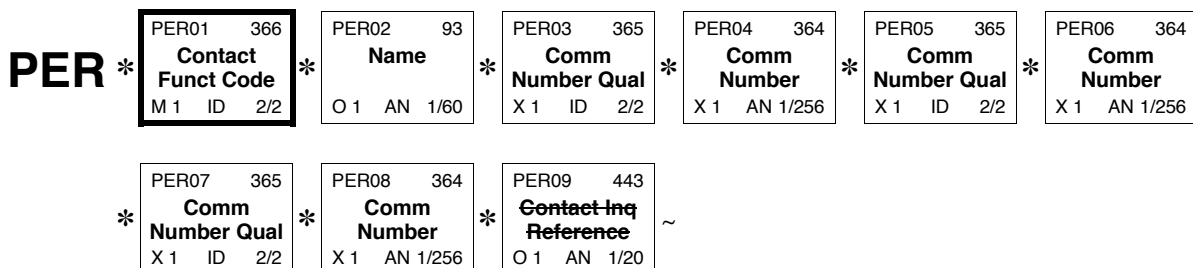 PER * PER01 366 * PER02 93 * PER03 365 * PER04 364 * PER05 365 * PER06 364
Contact Name Comm Comm Comm Comm
Funct Code Number Qual Number Number Qual Number
M 1 ID 2/2 O 1 AN 1/60 X 1 ID 2/2 X 1 AN 1/256 X 1 ID 2/2 X 1 AN 1/256
* PER07 365 * PER08 364 * PER09 443 ~
Comm Comm Contact Inq
Number Qual Number Reference
X 1 ID 2/2 X 1 AN 1/256 O 1 AN 1/20